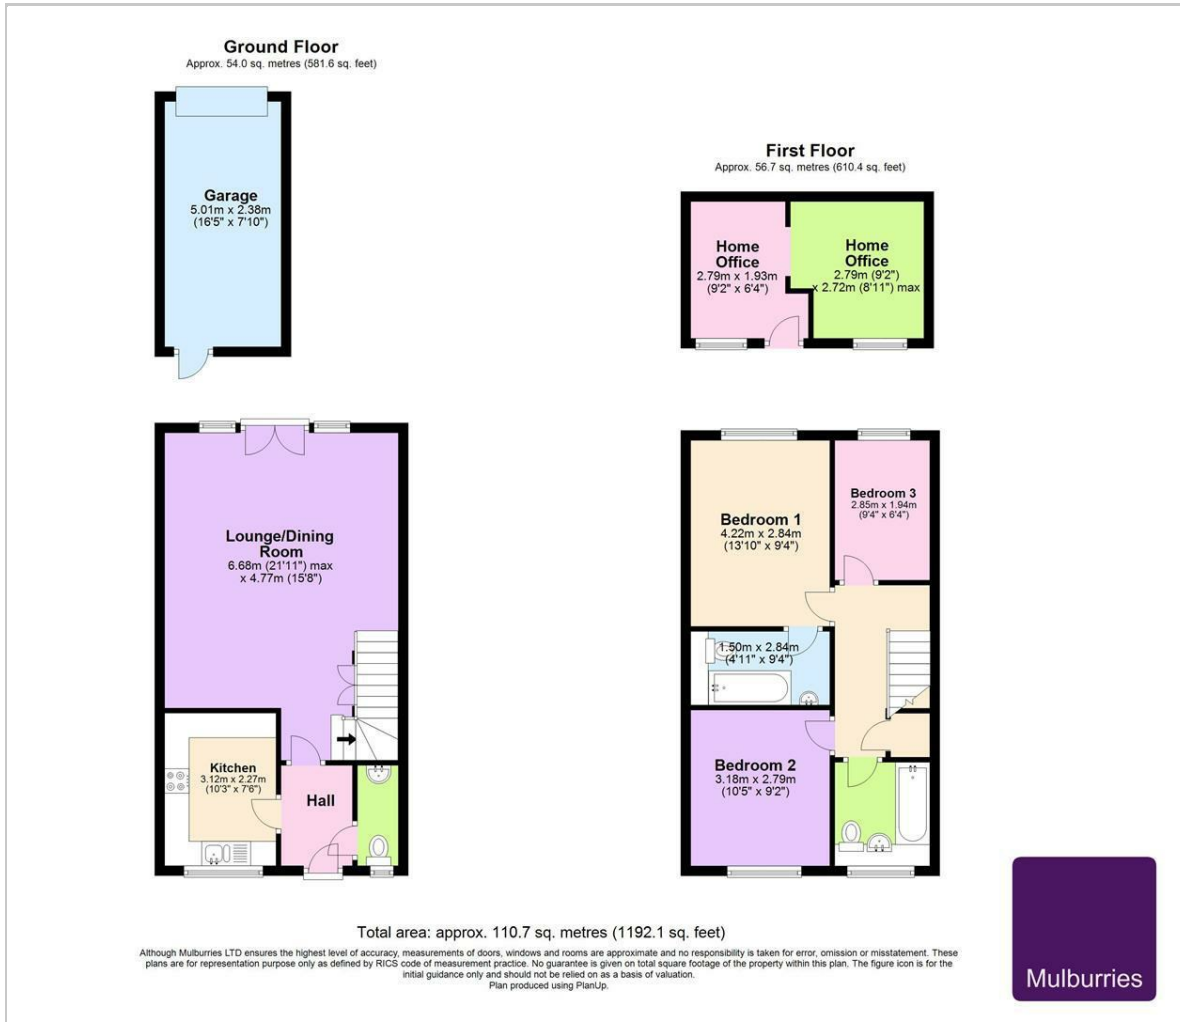 Ground Floor
Approx. 54.0 sq. metres (581.6 sq. feet)
Garage
5.01m x 2.38m
(16'5" x 7'10")
First Floor
Approx. 56.7 sq. metres (610.4 sq. feet)
Home
Office
2.79m x 1.93m
(9'2" x 6'4")
Home
Office
2.79m (9'2")
x 2.72m (8'11") max
Lounge/Dining
Room
6.68m (21'11") max
x 4.77m (15'8")
Kitchen
3.12m x 2.27m
(10'3" x 7'6")
Hall
Bedroom 1
4.22m x 2.84m
(13'10" x 9'4")
Bedroom 3
2.85m x 1.94m
(9'4" x 6'4")
1.50m x 2.84m
(4'11" x 9'4")
Bedroom 2
3.18m x 2.79m
(10'5" x 9'2")
Total area: approx. 110.7 sq. metres (1192.1 sq. feet)
Although Mulburries LTD ensures the highest level of accuracy, measurements of doors, windows and rooms are approximate and no responsibility is taken for error, omission or misstatement. These
plans are for representation purpose only as defined by RICS code of measurement practice. No guarantee is given on total square footage of the property within this plan. The figure icon is for the
initial guidance only and should not be relied on as a basis of valuation.
Plan produced using PlanUp.
Mulburries